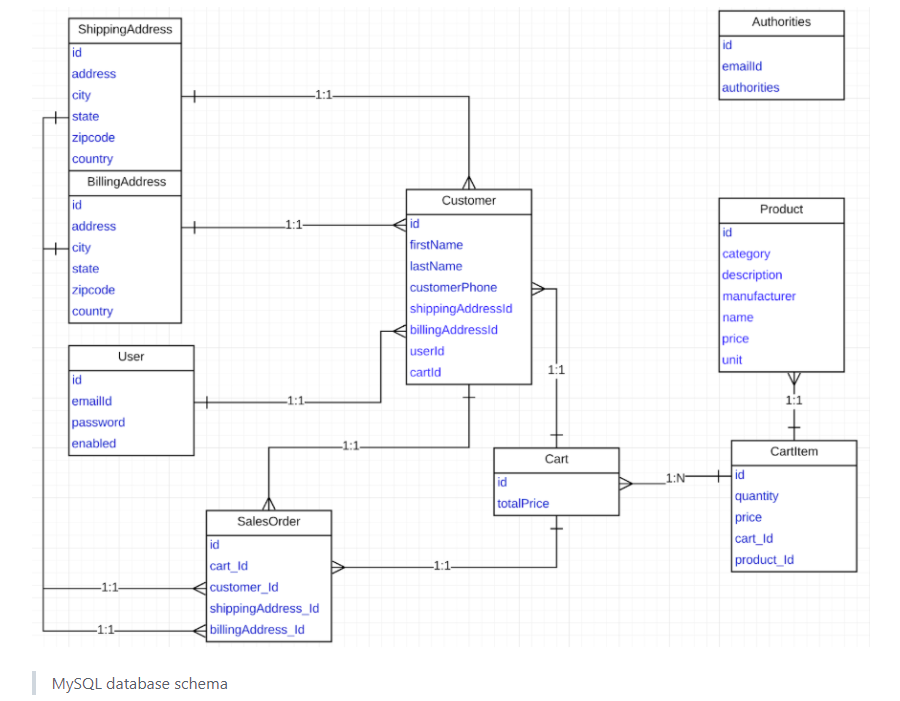 ShippingAddress
id
address
city
state
zipcode
country
BillingAddress
id
address
city
state
zipcode
country
User
id
emailId
password
enabled
Customer
id
firstName
lastName
customerPhone
shippingAddressId
billingAddressId
userId
cartId
SalesOrder
id
cart_Id
customer_Id
shippingAddress_Id
billingAddress_Id
Cart
id
totalPrice
Authorities
id
emailId
authorities
Product
id
category
description
manufacturer
name
price
unit
CartItem
id
quantity
price
cart_Id
product_Id
1:1
1:1
1:1
1:1
1:1
1:1
1:N
1:1
1:1
1:1
MySQL database schema